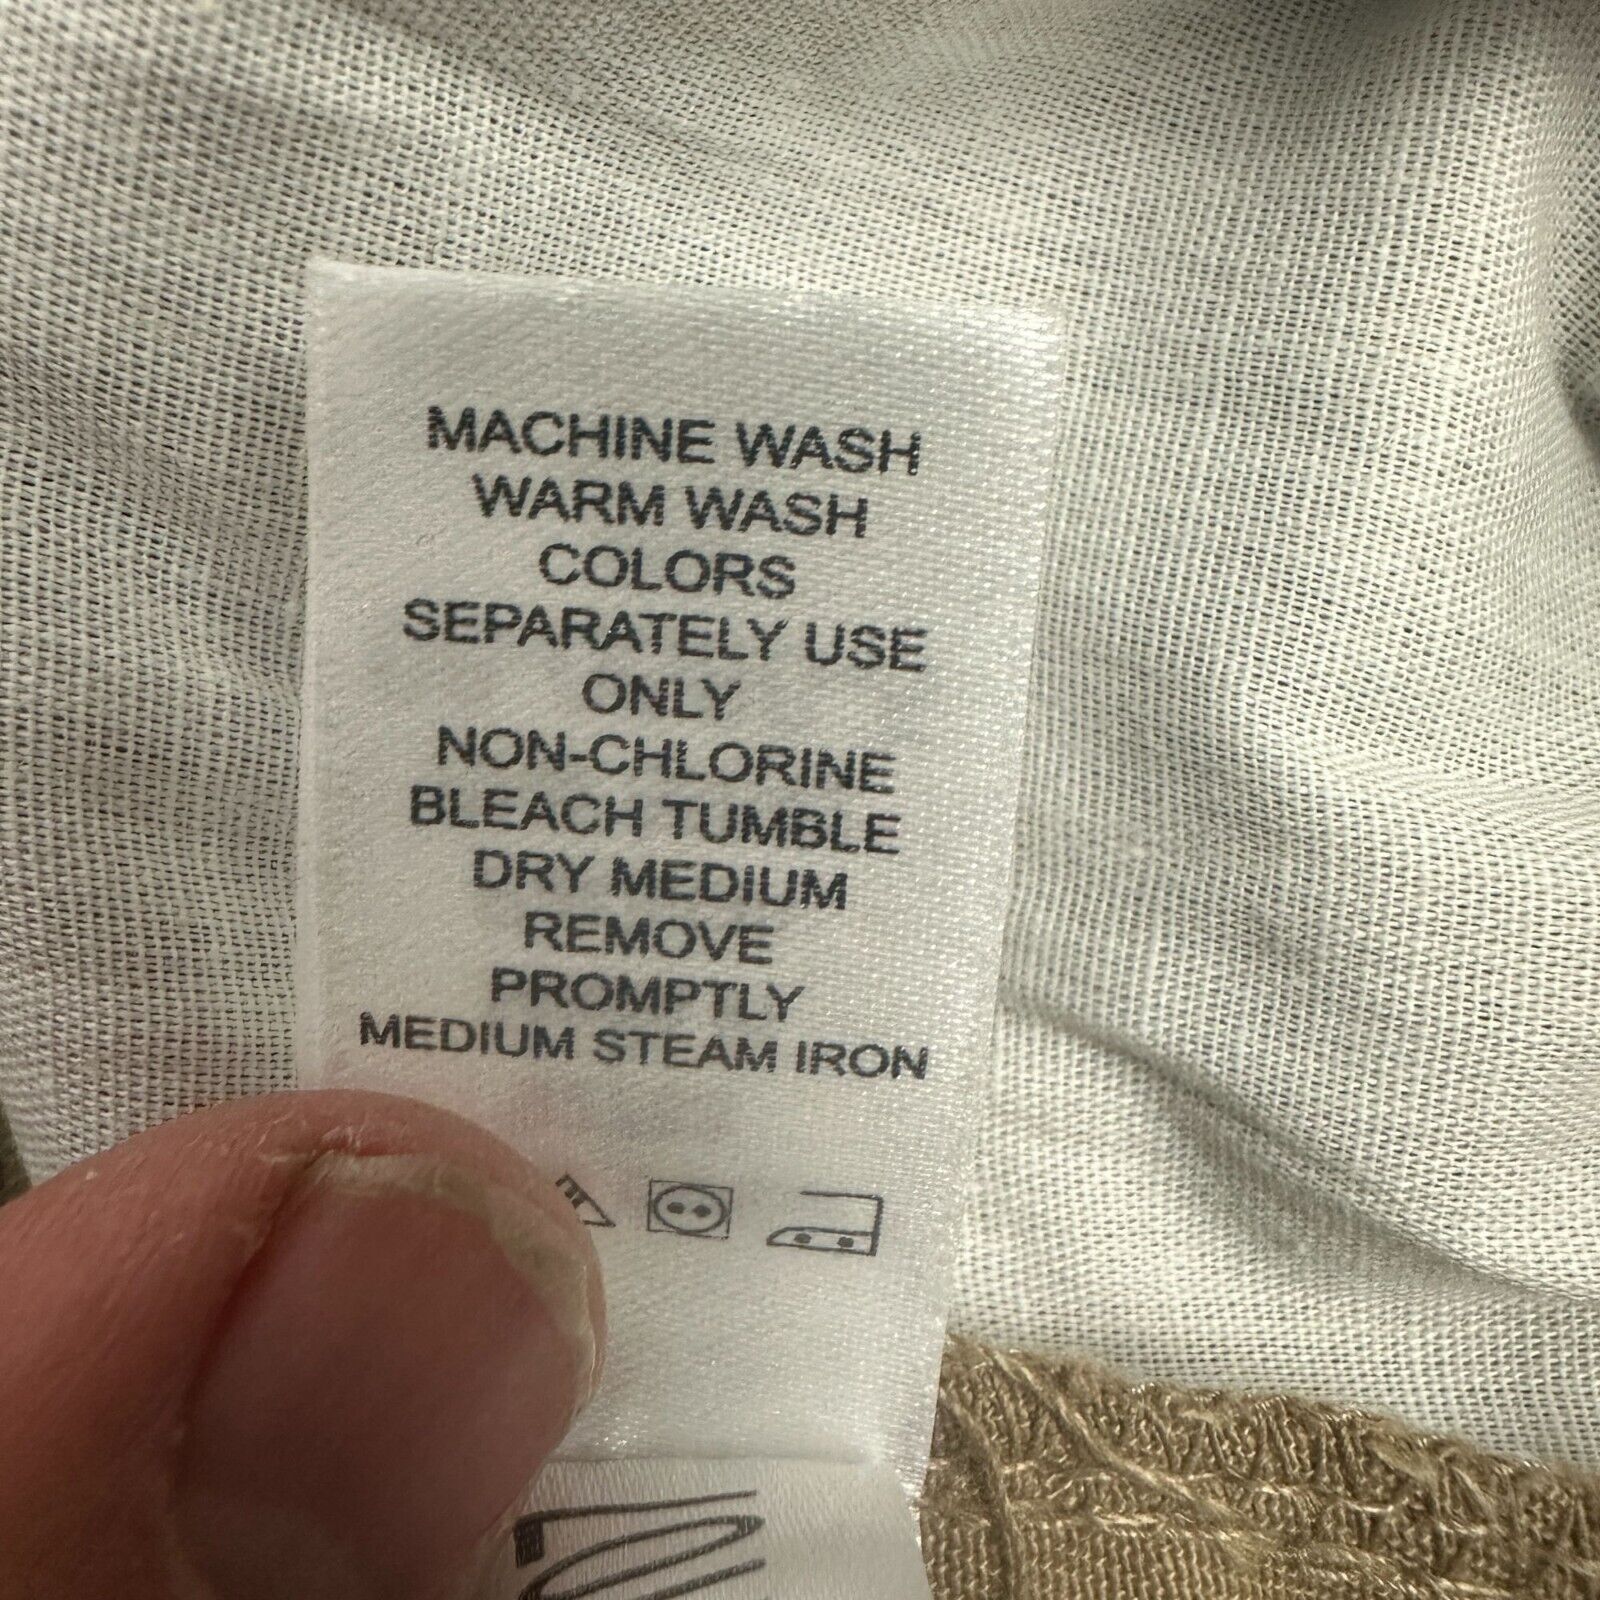 MACHINE WASH
WARM WASH
COLORS
SEPARATELY USE
ONLY
NON-CHLORINE
BLEACH TUMBLE
DRY MEDIUM
REMOVE
PROMPTLY
MEDIUM STEAM IRON